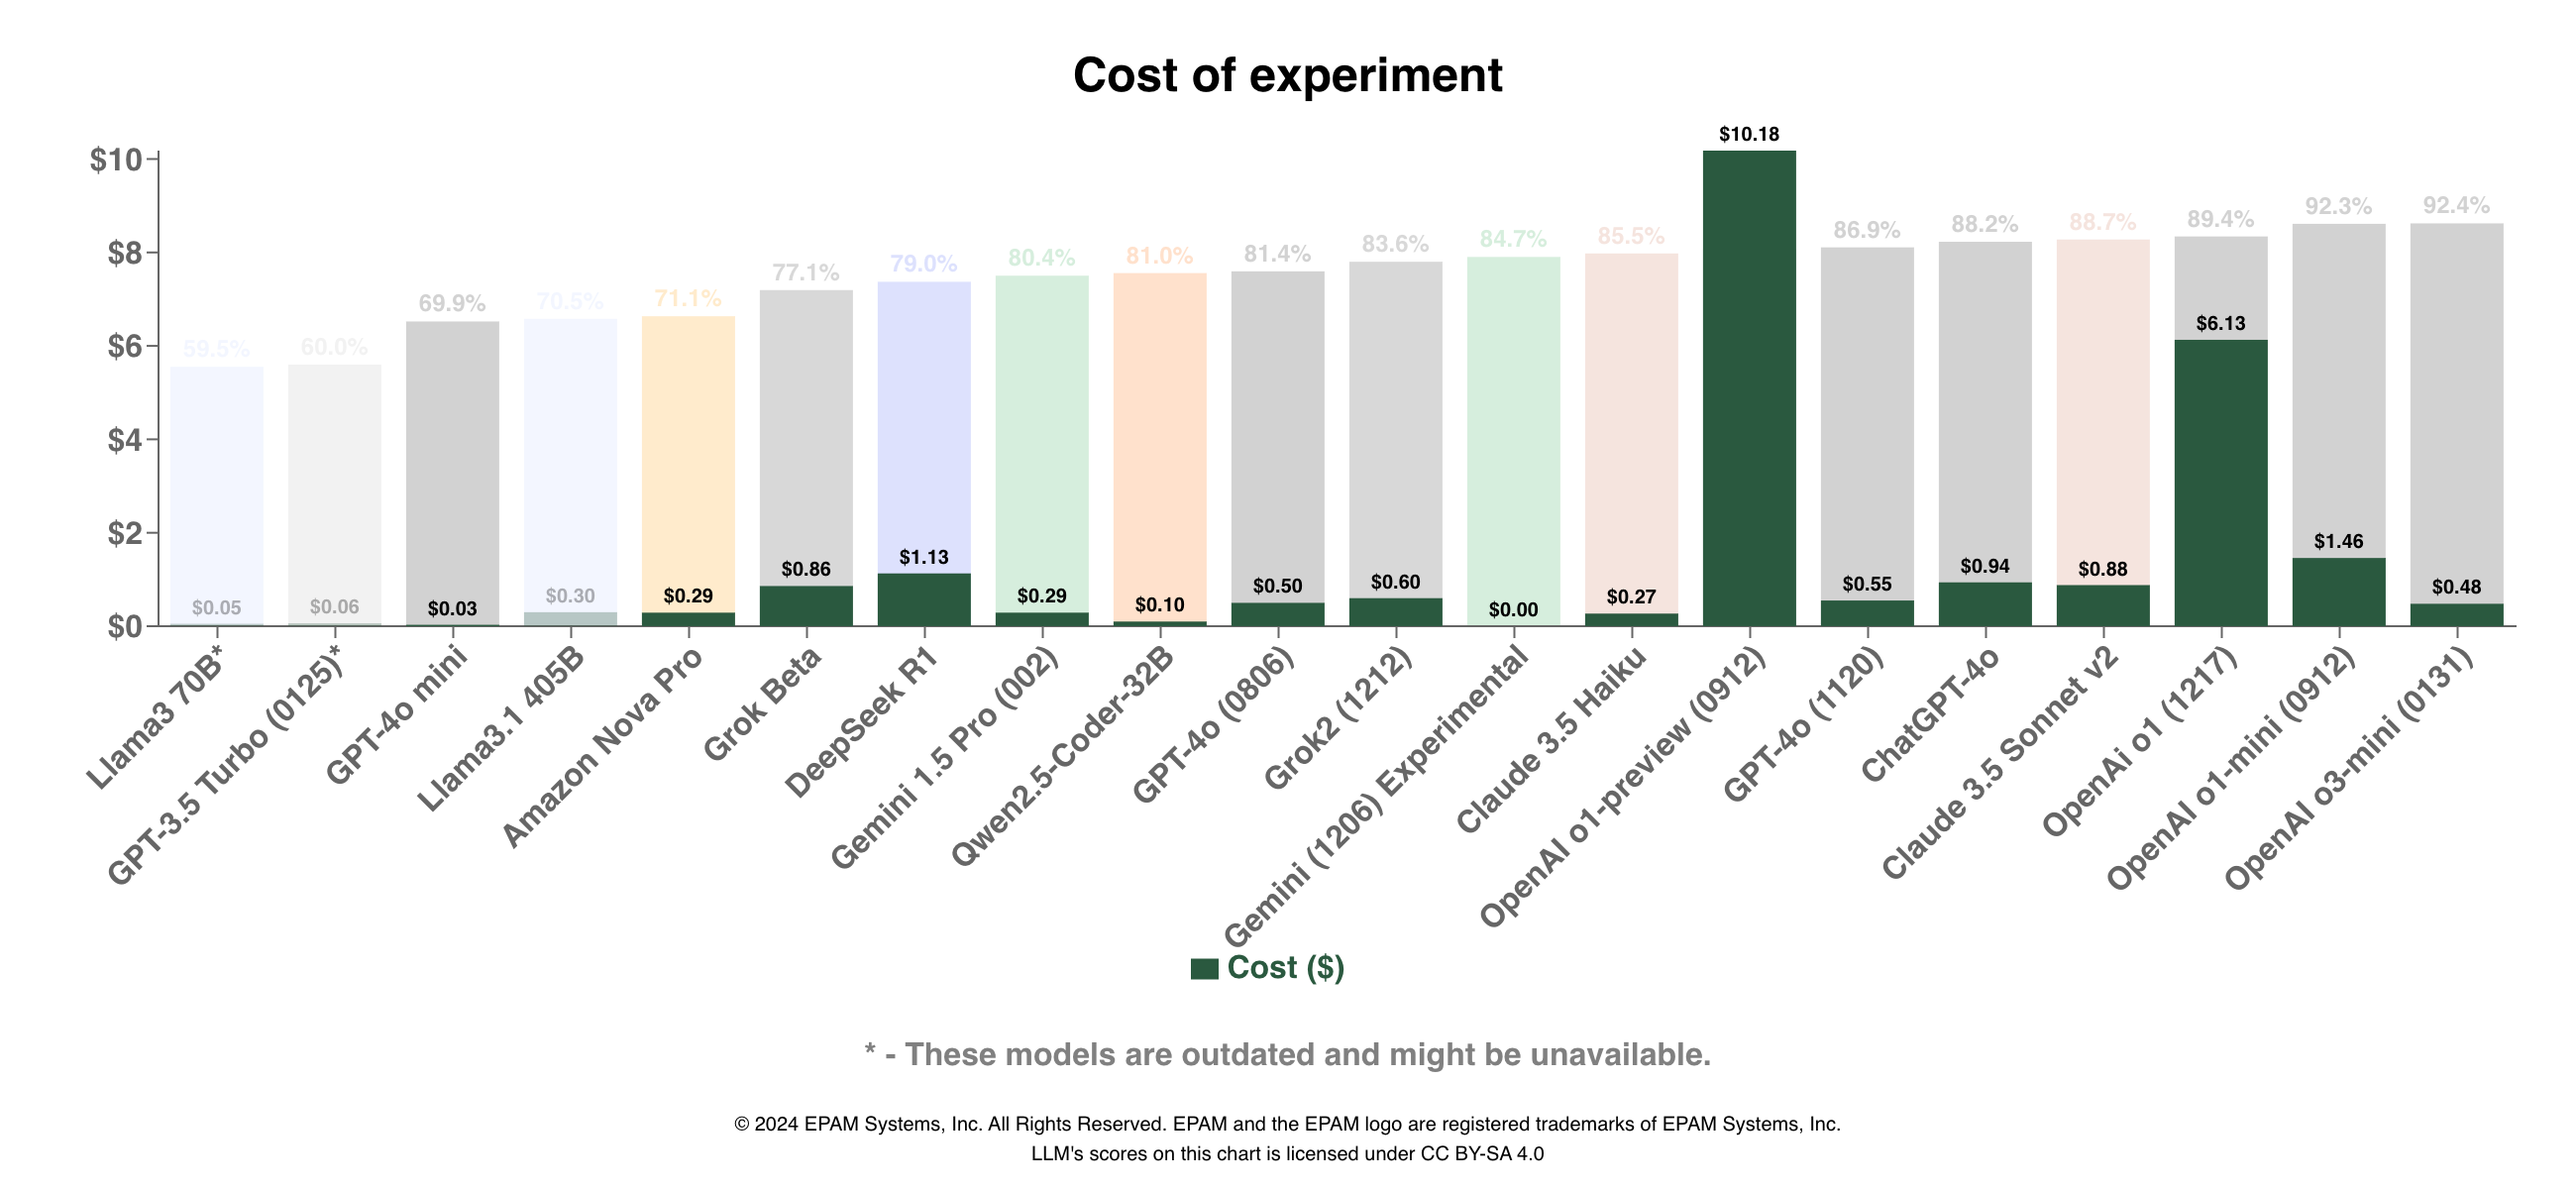 Cost of experiment
$10
$8
$6
$4
$2
$0
59.5%
60.0%
69.9%
70.5%
71.1%
77.1%
79.0%
80.4%
81.0%
81.4%
83.6%
84.7%
85.5%
86.9%
88.2%
88.7%
89.4%
92.3%
92.4%
$0.05
$0.06
$0.03
$0.30
$0.29
$0.86
$1.13
$0.29
$0.10
$0.50
$0.60
$0.00
$0.27
$10.18
$0.55
$0.94
$0.88
$6.13
$1.46
$0.48
Llama3 70B*
GPT-3.5 Turbo (0125)*
GPT-4o mini
Llama3.1 405B
Amazon Nova Pro
Grok Beta
DeepSeek R1
Gemini 1.5 Pro (002)
Qwen2.5-Coder-32B
GPT-4o (0806)
Grok2 (1212)
Gemini (1206) Experimental
Claude 3.5 Haiku
OpenAI o1-preview (0912)
GPT-4o (1120)
ChatGPT-4o
Claude 3.5 Sonnet v2
OpenAi o1 (1217)
OpenAI o1-mini (0912)
OpenAI o3-mini (0131)
Cost ($)
* - These models are outdated and might be unavailable.
© 2024 EPAM Systems, Inc. All Rights Reserved. EPAM and the EPAM logo are registered trademarks of EPAM Systems, Inc.
LLM's scores on this chart is licensed under CC BY-SA 4.0